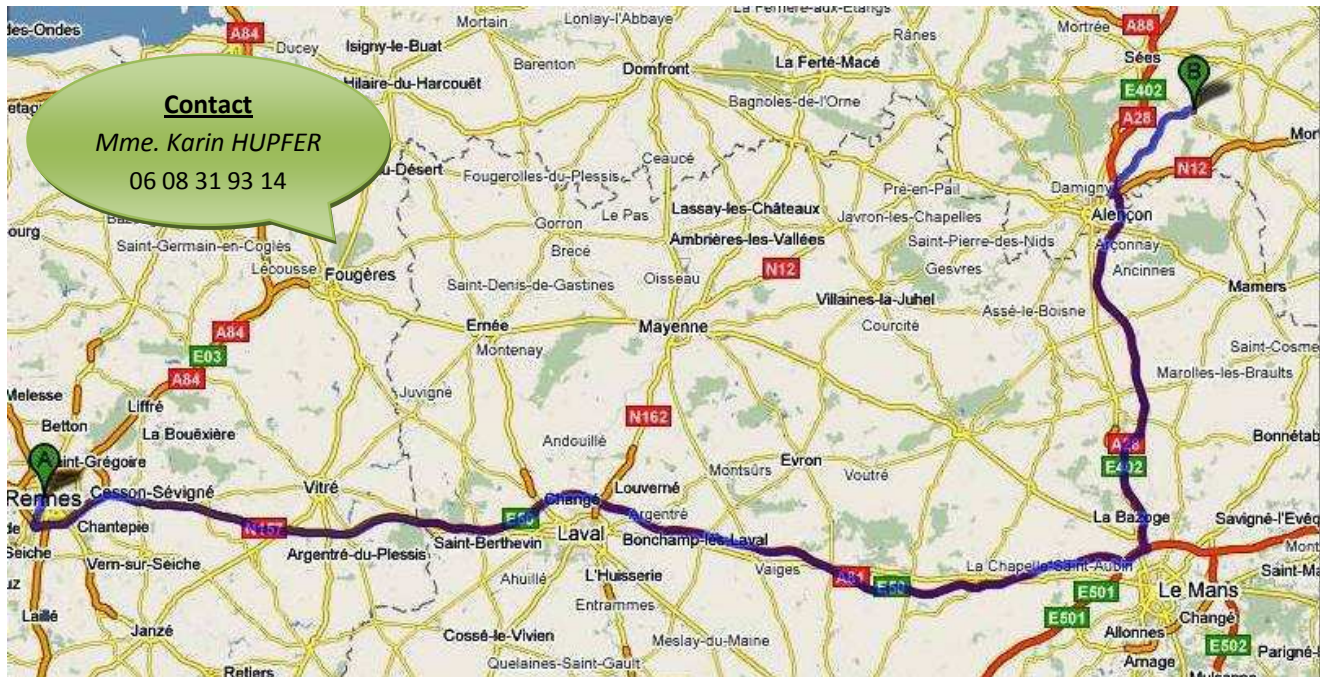 des-Ondes
A84
Ducey
Isigny-le-Buat
Mortain
Lonlay-l'Abbaye
Barenton
Hilaire-du-Harcouët
Domfront
La Ferté-Macé
Rânes
Bagnoles-de-l'Orne
Mortrée
A88
Sées
E402
B
A28
N12
Contact
Mme. Karin HUPFER
06 08 31 93 14
Fougerolles-du-Plessis
Ceaucé
Le Pas
Gorron
Brecé
Lassay-les-Châteaux
Ambrières-les-Vallées
Pré-en-Pail
Javron-les-Chapelles
Saint-Pierre-des-Nids
Gesvres
Damigny
Alençon
Arçonnay
Ancinnes
Mamers
Saint-Germain-en-Coglès
Lécousse
Fougères
Saint-Denis-de-Gastines
Oisseau
N12
Villaines-la-Juhel
Courcité
Assé-le-Boisne
Ernée
Montenay
Mayenne
Saint-Cosme
Marolles-les-Braults
A84
E03
A84
Juvigné
Melesse
Liffré
Betton
La Bouëxière
N162
Andouillé
Montsûrs
Evron
Voutré
A28
E402
Bonnétab
A
Saint-Grégoire
Rennes
Cesson-Sévigné
Vitré
Changé
Louverné
Argentré
Chantepie
N157
Argentré-du-Plessis
Saint-Berthevin
E50
Laval
Bonchamp-lès-Laval
La Bazoge
Savigné-l'Evêq
Seiche
Vern-sur-Seiche
Ahuillé
L'Huisserie
Vaiges
A81
E50
La Chapelle-Saint-Aubin
E501
Le Mans
Laillé
Janzé
Entrammes
E501
Changé
Allonnes
E502
Parigné-l
Cossé-le-Vivien
Meslay-du-Maine
Arnage
Retiers
Quelaines-Saint-Gault